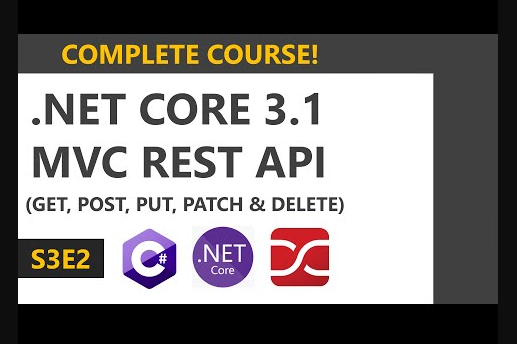 COMPLETE COURSE!
.NET CORE 3.1
MVC REST API
(GET, POST, PUT, PATCH & DELETE)
S3E2
C#
.NET
Core